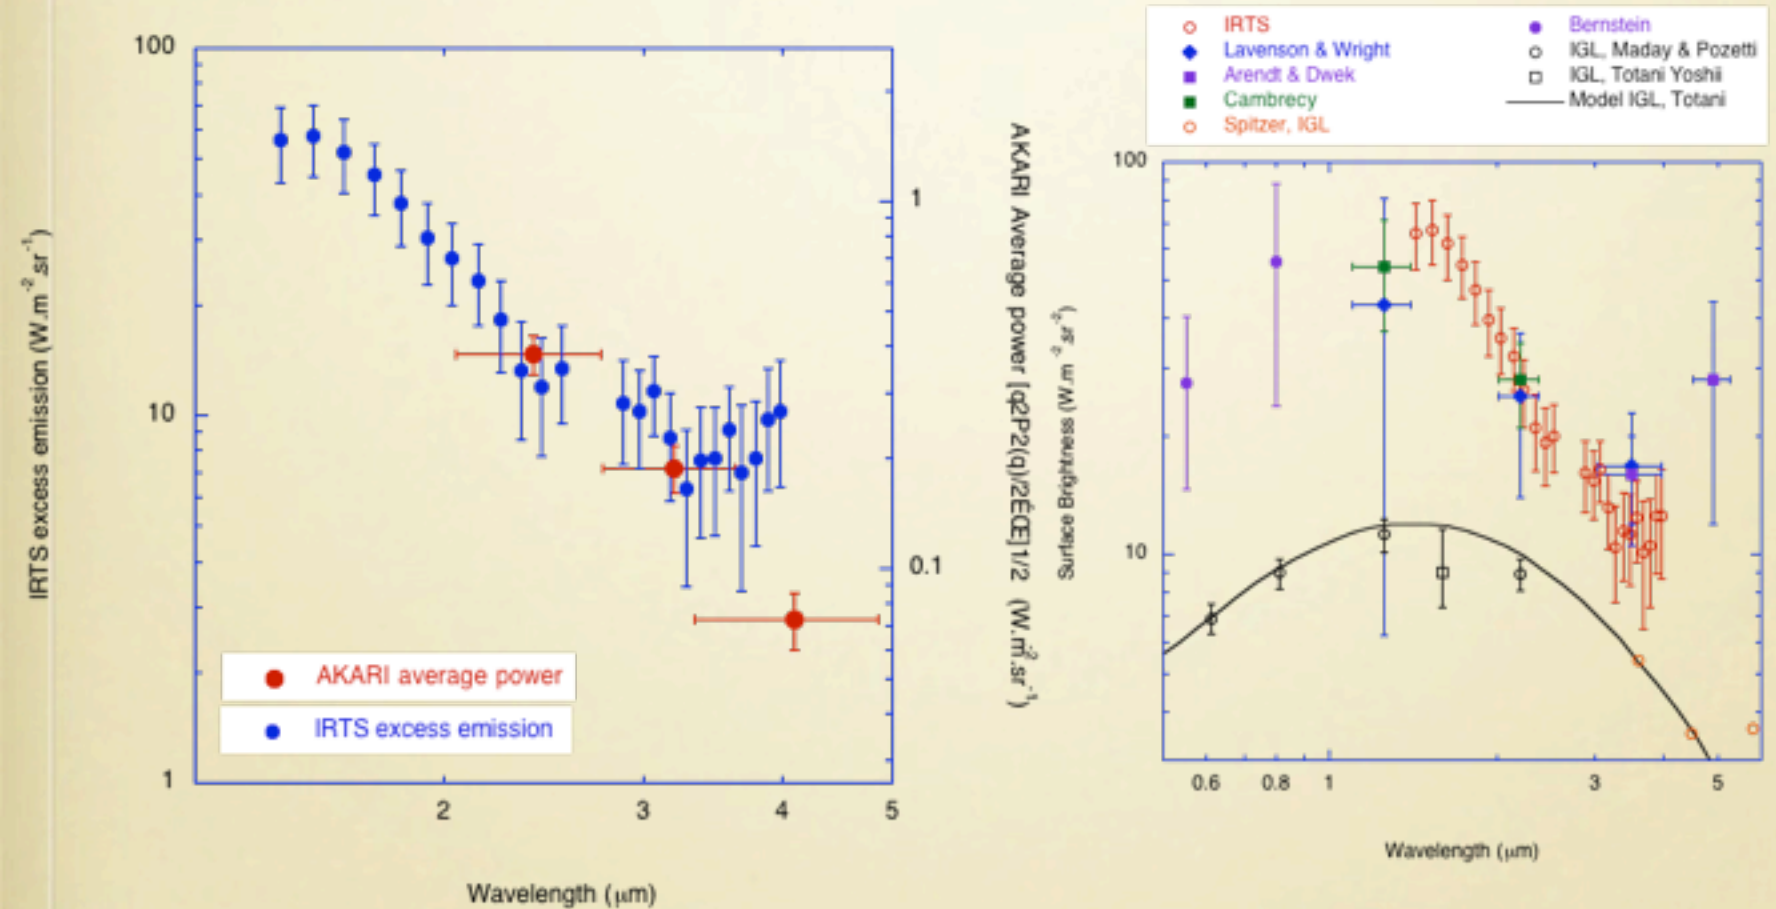 100
10
1
IRTS excess emission (W.m-2.sr-1)
1
0.1
AKARI Average power [q2P2(q)/2ÉŒ]1/2 (W.m-2.sr-1)
AKARI average power
IRTS excess emission
2 3 4 5
Wavelength (μm)
IRTS
Lavenson & Wright
Arendt & Dwek
Cambrecy
Spitzer, IGL
Bernstein
IGL, Maday & Pozetti
IGL, Totani Yoshii
Model IGL, Totani
100
10
Surface Brightness (W.m-2.sr-2)
0.6 0.8 1 3 5
Wavelength (μm)